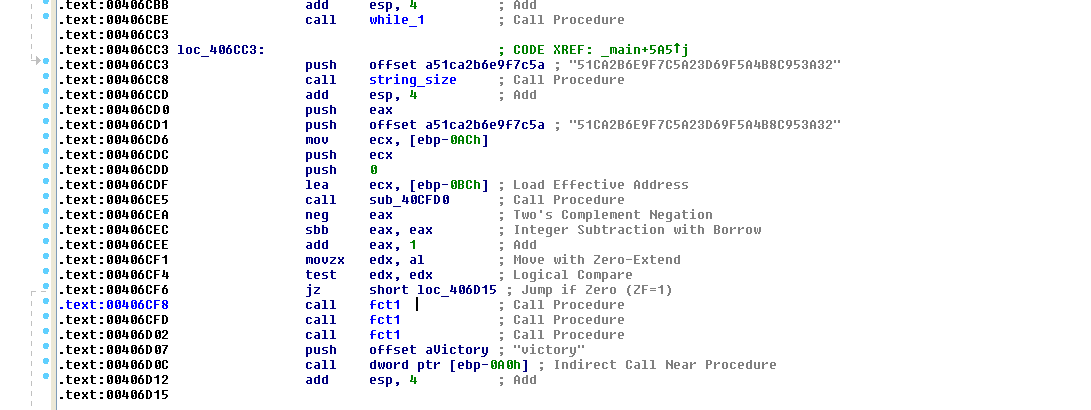 .text:00406CBB add esp, 4 ; Add
.text:00406CBE call while_1 ; Call Procedure
.text:00406CC3
.text:00406CC3 loc_406CC3: ; CODE XREF: _main+5A5↑j
.text:00406CC3 push offset a51ca2b6e9f7c5a ; "51CA2B6E9F7C5A23D69F5A4B8C953A32"
.text:00406CC8 call string_size ; Call Procedure
.text:00406CCD add esp, 4 ; Add
.text:00406CD0 push eax
.text:00406CD1 push offset a51ca2b6e9f7c5a ; "51CA2B6E9F7C5A23D69F5A4B8C953A32"
.text:00406CD6 mov ecx, [ebp-0ACh]
.text:00406CDC push ecx
.text:00406CDD push 0
.text:00406CDF lea ecx, [ebp-0BCh] ; Load Effective Address
.text:00406CE5 call sub_40CFD0 ; Call Procedure
.text:00406CEA neg eax ; Two's Complement Negation
.text:00406CEC sbb eax, eax ; Integer Subtraction with Borrow
.text:00406CEE add eax, 1 ; Add
.text:00406CF1 movzx edx, al ; Move with Zero-Extend
.text:00406CF4 test edx, edx ; Logical Compare
.text:00406CF6 jz short loc_406D15 ; Jump if Zero (ZF=1)
.text:00406CF8 call fct1 ; Call Procedure
.text:00406CFD call fct1 ; Call Procedure
.text:00406D02 call fct1 ; Call Procedure
.text:00406D07 push offset aVictory ; "victory"
.text:00406D0C call dword ptr [ebp-0A0h] ; Indirect Call Near Procedure
.text:00406D12 add esp, 4 ; Add
.text:00406D15